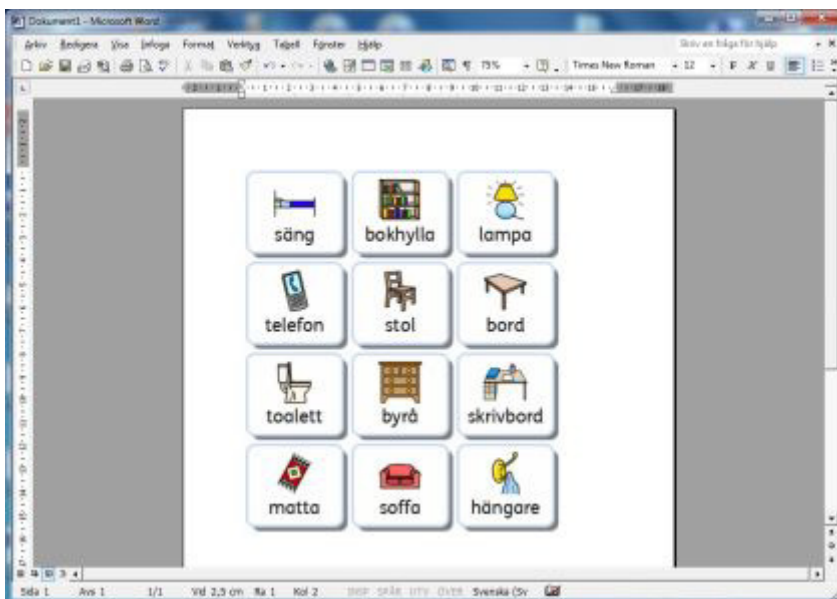 Dokument1 - Microsoft Word
Arkiv Redigera Visa Infoga Format Verktyg Tabell Fönster Hjälp Skriv en fråga för hjälp
75% Times New Roman 12 F K U
säng bokhylla lampa
telefon stol bord
toalett byrå skrivbord
matta soffa hängare
Sida 1 Avs 1 1/1 Vid 2,5 cm Ra 1 Kol 2 Svenska (Sv